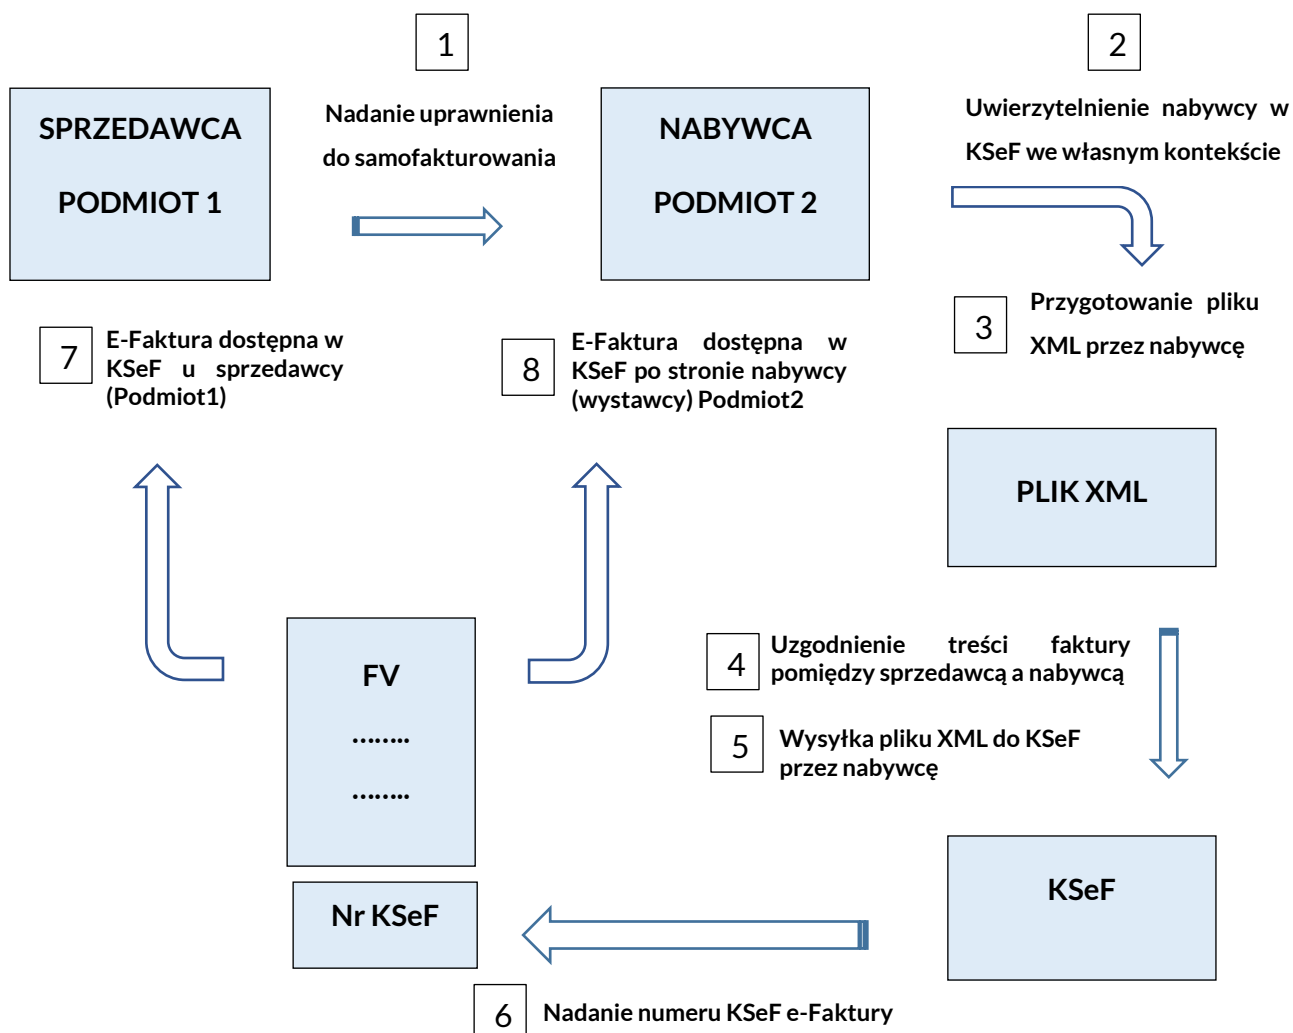 1
Nadanie uprawnienia
do samofakturowania
SPRZEDAWCA
PODMIOT 1
NABYWCA
PODMIOT 2
2
Uwierzytelnienie nabywcy w
KSeF we własnym kontekście
3
Przygotowanie pliku
XML przez nabywcę
7
E-Faktura dostępna w
KSeF u sprzedawcy
(Podmiot1)
8
E-Faktura dostępna w
KSeF po stronie nabywcy
(wystawcy) Podmiot2
PLIK XML
4
Uzgodnienie treści faktury
pomiędzy sprzedawcą a nabywcą
5
Wysyłka pliku XML do KSeF
przez nabywcę
FV
........
........
Nr KSeF
KSeF
6
Nadanie numeru KSeF e-Faktury